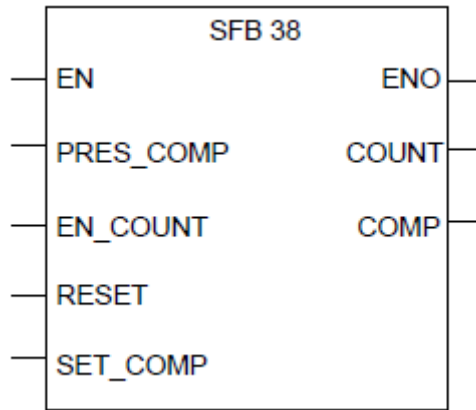 SFB 38
EN ENO
PRES_COMP COUNT
EN_COUNT COMP
RESET
SET_COMP